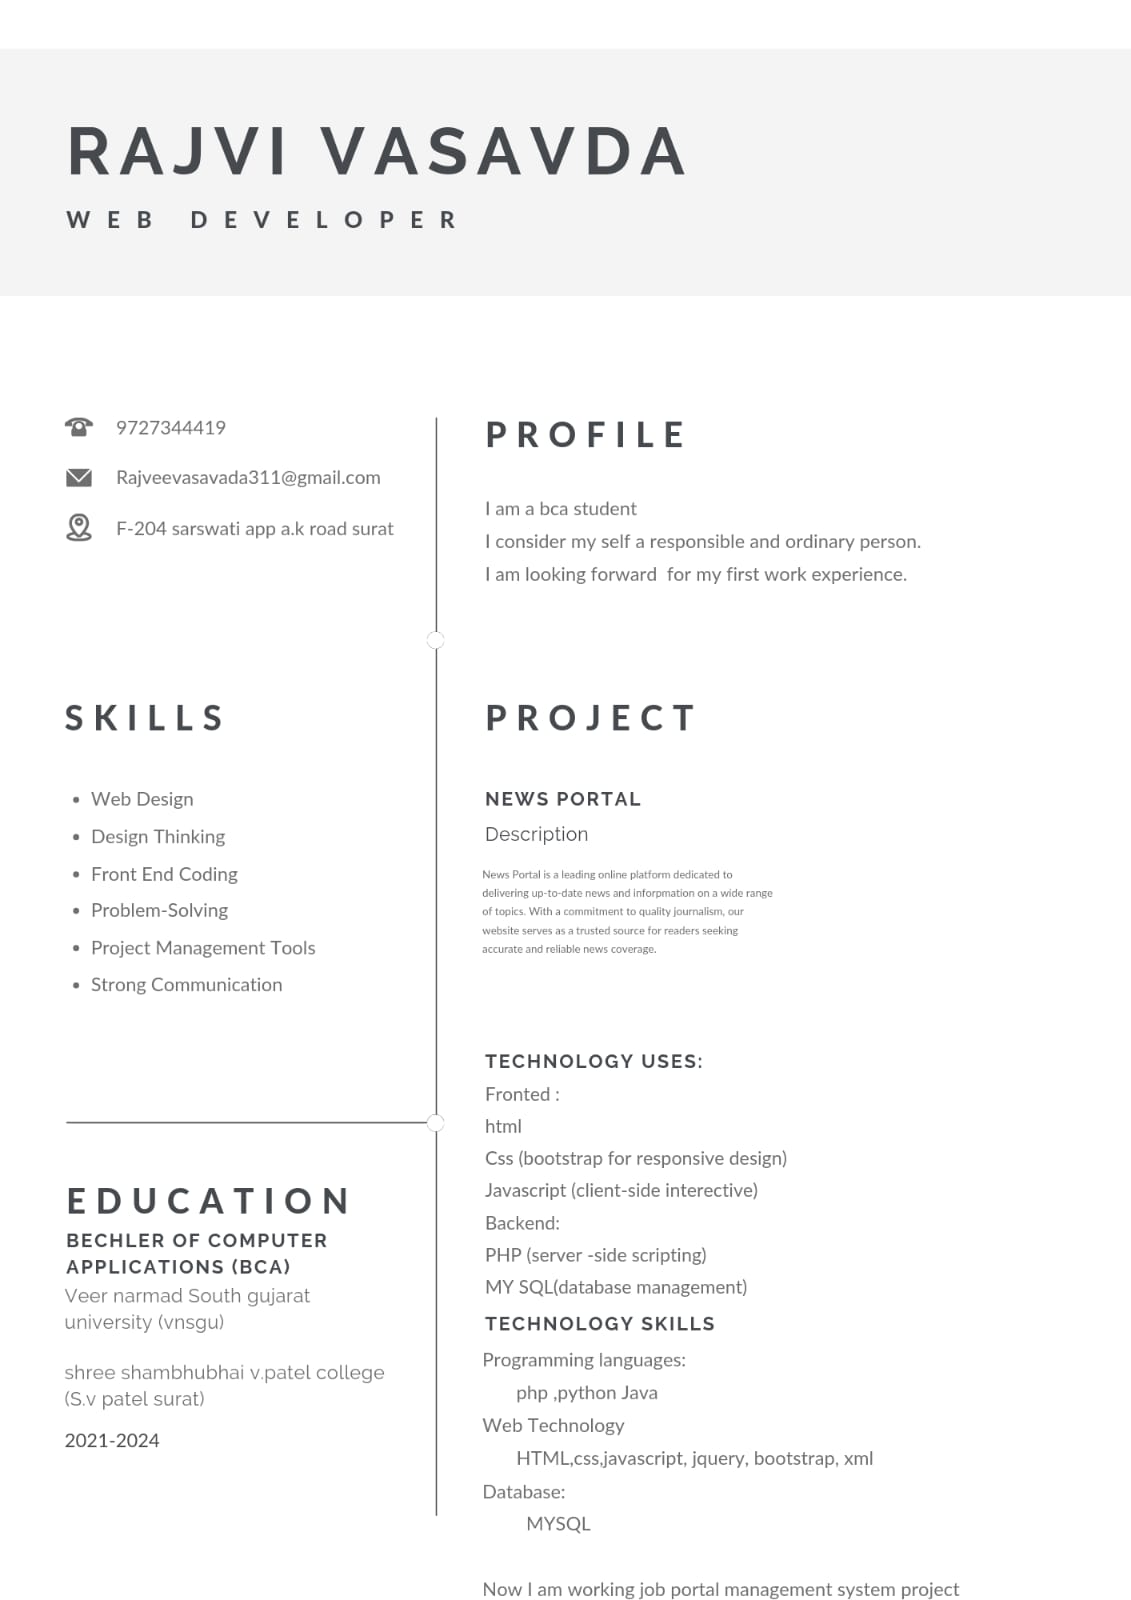 RAJVI VASAVDA
WEB DEVELOPER
9727344419
Rajveevasavada311@gmail.com
F-204 sarswati app a.k road surat
PROFILE
I am a bca student
I consider my self a responsible and ordinary person.
I am looking forward  for my first work experience.
SKILLS
• Web Design
• Design Thinking
• Front End Coding
• Problem-Solving
• Project Management Tools
• Strong Communication
PROJECT
NEWS PORTAL
Description
News Portal is a leading online platform dedicated to
delivering up-to-date news and inforpmation on a wide range
of topics. With a commitment to quality journalism, our
website serves as a trusted source for readers seeking
accurate and reliable news coverage.
TECHNOLOGY USES:
Fronted :
html
Css (bootstrap for responsive design)
Javascript (client-side interective)
Backend:
PHP (server -side scripting)
MY SQL(database management)
TECHNOLOGY SKILLS
Programming languages:
php ,python Java
Web Technology
HTML,css,javascript, jquery, bootstrap, xml
Database:
MYSQL
Now I am working job portal management system project
EDUCATION
BECHLER OF COMPUTER
APPLICATIONS (BCA)
Veer narmad South gujarat
university (vnsgu)
shree shambhubhai v.patel college
(S.v patel surat)
2021-2024